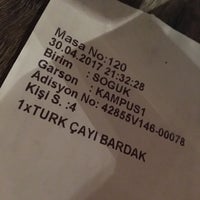 Masa No:120
30.04.2017 21:32:28
Birim : SOGUK
Garson : KAMPUS1
Adisyon No: 42855V146-00078
Kişi S. :4
1xTURK ÇAYI BARDAK